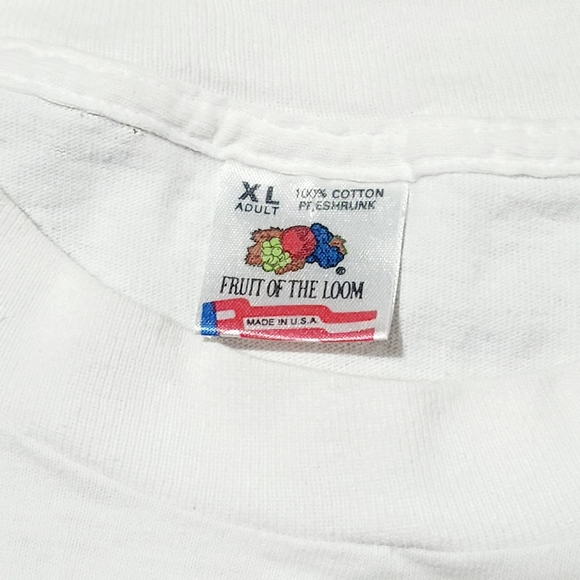 XL 100% COTTON
ADULT PRESHRUNK
®
FRUIT OF THE LOOM
MADE IN U.S.A.